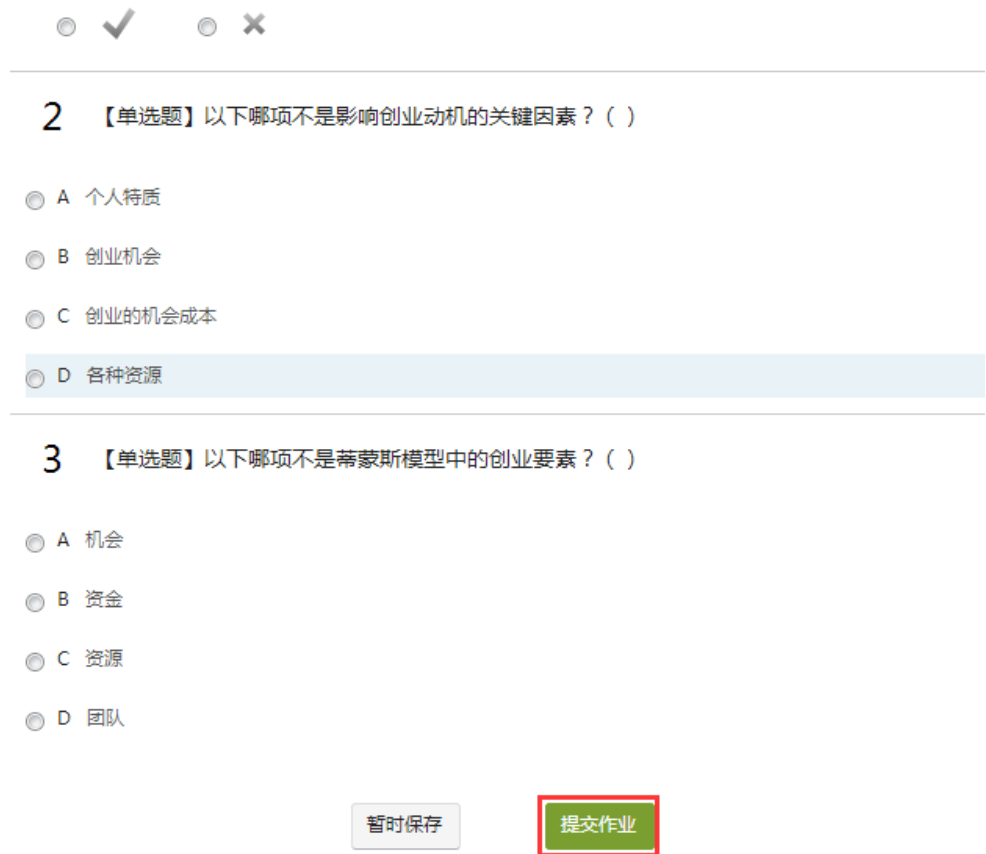 2 【单选题】以下哪项不是影响创业动机的关键因素？( )
A 个人特质
B 创业机会
C 创业的机会成本
D 各种资源
3 【单选题】以下哪项不是蒂蒙斯模型中的创业要素？( )
A 机会
B 资金
C 资源
D 团队
暂时保存 提交作业